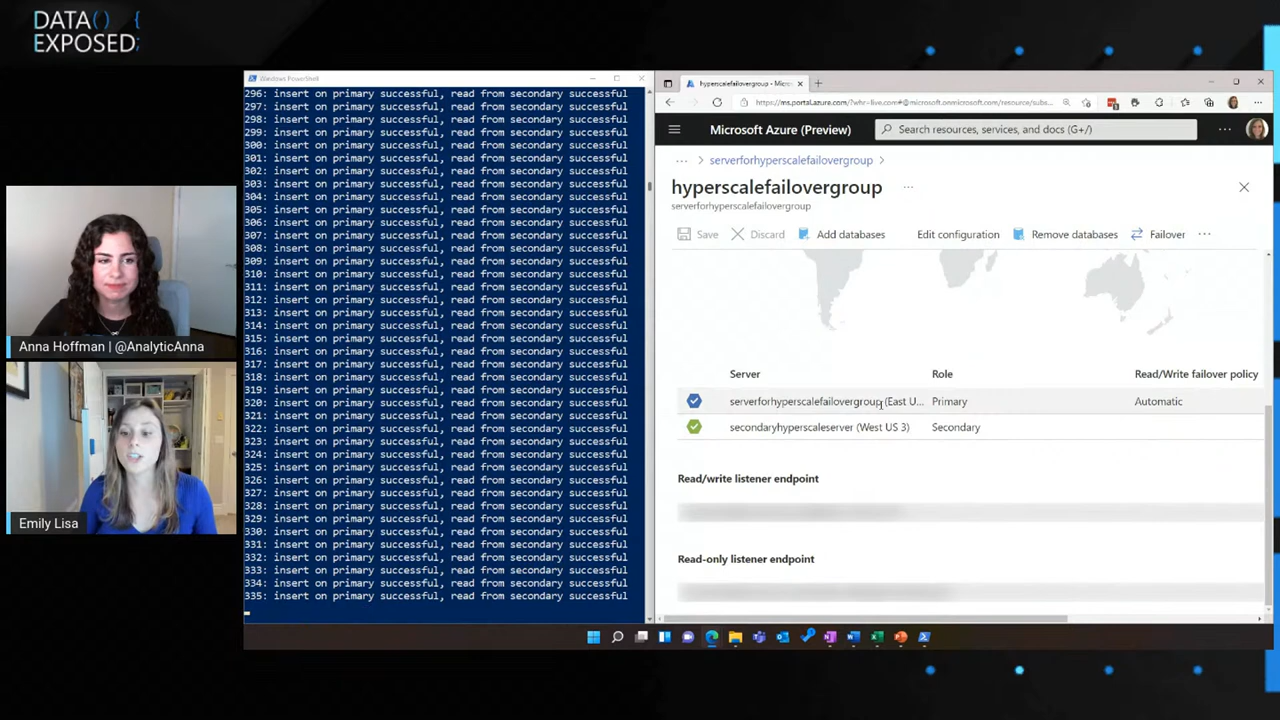 DATA() {
EXPOSED;
Windows PowerShell
296: insert on primary successful, read from secondary successful
297: insert on primary successful, read from secondary successful
298: insert on primary successful, read from secondary successful
299: insert on primary successful, read from secondary successful
300: insert on primary successful, read from secondary successful
301: insert on primary successful, read from secondary successful
302: insert on primary successful, read from secondary successful
303: insert on primary successful, read from secondary successful
304: insert on primary successful, read from secondary successful
305: insert on primary successful, read from secondary successful
306: insert on primary successful, read from secondary successful
307: insert on primary successful, read from secondary successful
308: insert on primary successful, read from secondary successful
309: insert on primary successful, read from secondary successful
310: insert on primary successful, read from secondary successful
311: insert on primary successful, read from secondary successful
312: insert on primary successful, read from secondary successful
313: insert on primary successful, read from secondary successful
314: insert on primary successful, read from secondary successful
315: insert on primary successful, read from secondary successful
316: insert on primary successful, read from secondary successful
317: insert on primary successful, read from secondary successful
318: insert on primary successful, read from secondary successful
319: insert on primary successful, read from secondary successful
320: insert on primary successful, read from secondary successful
321: insert on primary successful, read from secondary successful
322: insert on primary successful, read from secondary successful
323: insert on primary successful, read from secondary successful
324: insert on primary successful, read from secondary successful
325: insert on primary successful, read from secondary successful
326: insert on primary successful, read from secondary successful
327: insert on primary successful, read from secondary successful
328: insert on primary successful, read from secondary successful
329: insert on primary successful, read from secondary successful
330: insert on primary successful, read from secondary successful
331: insert on primary successful, read from secondary successful
332: insert on primary successful, read from secondary successful
333: insert on primary successful, read from secondary successful
334: insert on primary successful, read from secondary successful
335: insert on primary successful, read from secondary successful
hyperscalefailovergroup - Micros
https://ms.portal.azure.com/?whr=live.com#@microsoft.onmicrosoft.com/resource/subs...
Microsoft Azure (Preview)
Search resources, services, and docs (G+/)
... > serverforhyperscalefailovergroup >
hyperscalefailovergroup ...
serverforhyperscalefailovergroup
Save Discard Add databases Edit configuration Remove databases Failover ...
Server Role Read/Write failover policy
serverforhyperscalefailovergroup (East U... Primary Automatic
secondaryhyperscaleserver (West US 3) Secondary
Read/write listener endpoint
Read-only listener endpoint
Anna Hoffman | @AnalyticAnna
Emily Lisa